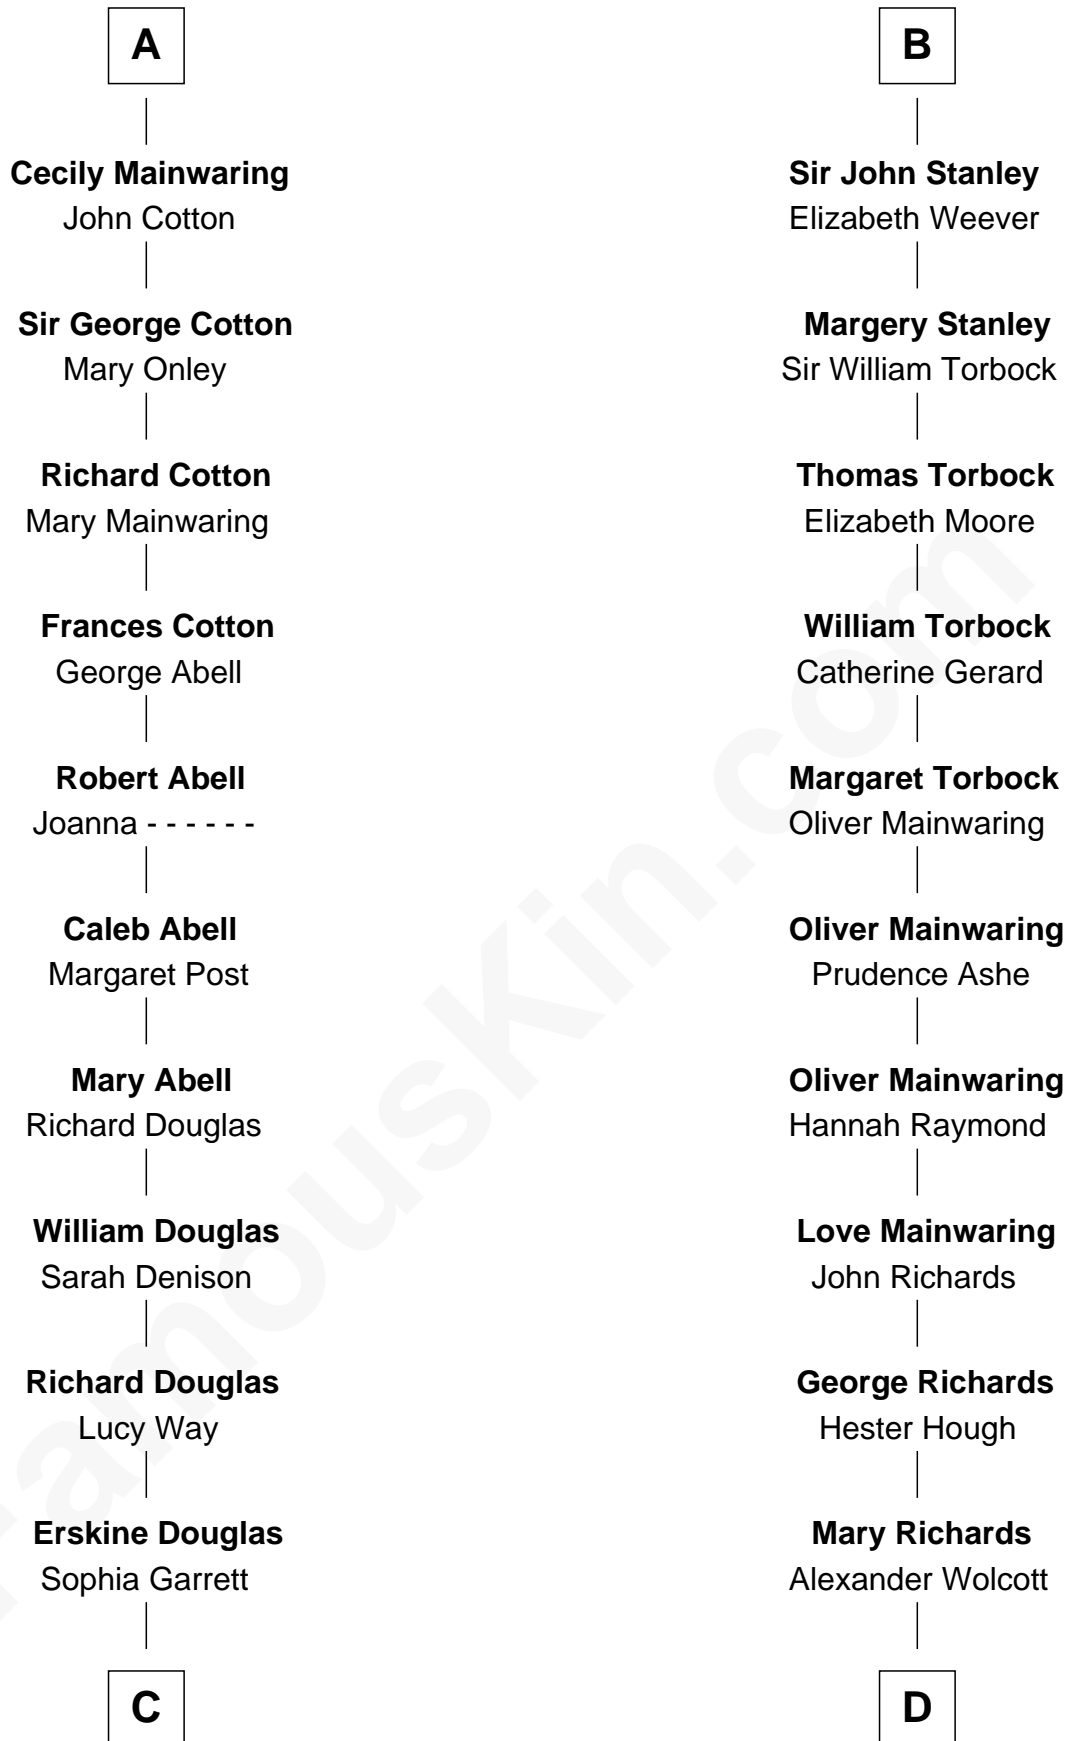 A
Cecily Mainwaring
John Cotton
Sir George Cotton
Mary Onley
Richard Cotton
Mary Mainwaring
Frances Cotton
George Abell
Robert Abell
Joanna - - - - - -
Caleb Abell
Margaret Post
Mary Abell
Richard Douglas
William Douglas
Sarah Denison
Richard Douglas
Lucy Way
Erskine Douglas
Sophia Garrett
C
B
Sir John Stanley
Elizabeth Weever
Margery Stanley
Sir William Torbock
Thomas Torbock
Elizabeth Moore
William Torbock
Catherine Gerard
Margaret Torbock
Oliver Mainwaring
Oliver Mainwaring
Prudence Ashe
Oliver Mainwaring
Hannah Raymond
Love Mainwaring
John Richards
George Richards
Hester Hough
Mary Richards
Alexander Wolcott
D
FamousKin.com